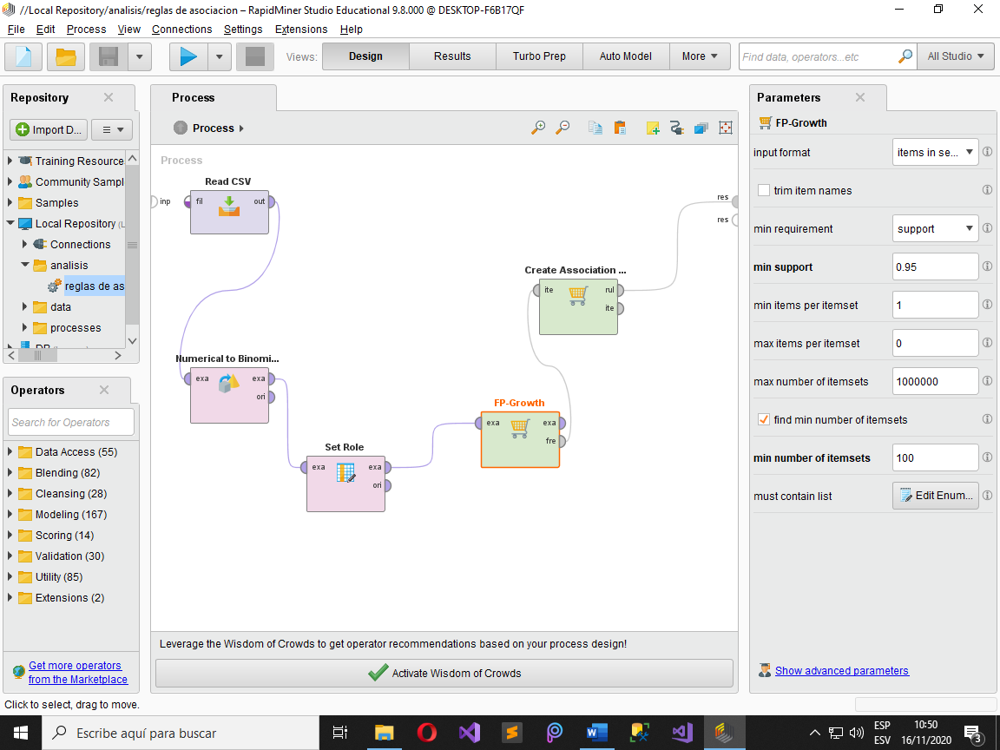 //Local Repository/analisis/reglas de asociacion – RapidMiner Studio Educational 9.8.000 @ DESKTOP-F6B17QF
File Edit Process View Connections Settings Extensions Help
Views: Design Results Turbo Prep Auto Model More Find data, operators...etc All Studio
Repository
Import D...
Training Resource
Community Sampl
Samples
Local Repository (L
Connections
analisis
reglas de as
data
processes
DB
Operators
Search for Operators
Data Access (55)
Blending (82)
Cleansing (28)
Modeling (167)
Scoring (14)
Validation (30)
Utility (85)
Extensions (2)
Get more operators
from the Marketplace
Process
Process
Process
Read CSV
inp fil out
res
res
Create Association ...
ite rul
ite
Numerical to Binomi...
exa exa
ori
FP-Growth
exa exa
fre
Set Role
exa exa
ori
Leverage the Wisdom of Crowds to get operator recommendations based on your process design!
Activate Wisdom of Crowds
Parameters
FP-Growth
input format items in se...
trim item names
min requirement support
min support 0.95
min items per itemset 1
max items per itemset 0
max number of itemsets 1000000
find min number of itemsets
min number of itemsets 100
must contain list Edit Enum...
Show advanced parameters
Click to select, drag to move.
Escribe aquí para buscar
ESP 10:50
ESV 16/11/2020 3